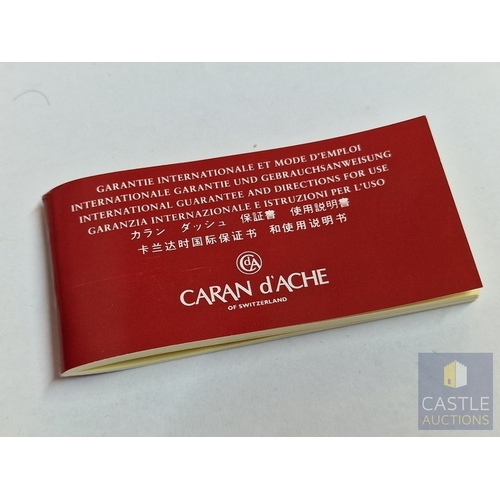 GARANTIE INTERNATIONALE ET MODE D'EMPLOI
INTERNATIONALE GARANTIE UND GEBRAUCHSANWEISUNG
INTERNATIONAL GUARANTEE AND DIRECTIONS FOR USE
GARANZIA INTERNAZIONALE E ISTRUZIONI PER L'USO
カラン ダッシュ 保証書 使用説明書
卡兰达时国际保证书 和使用说明书
CdA
CARAN d'ACHE
OF SWITZERLAND
CASTLE
AUCTIONS